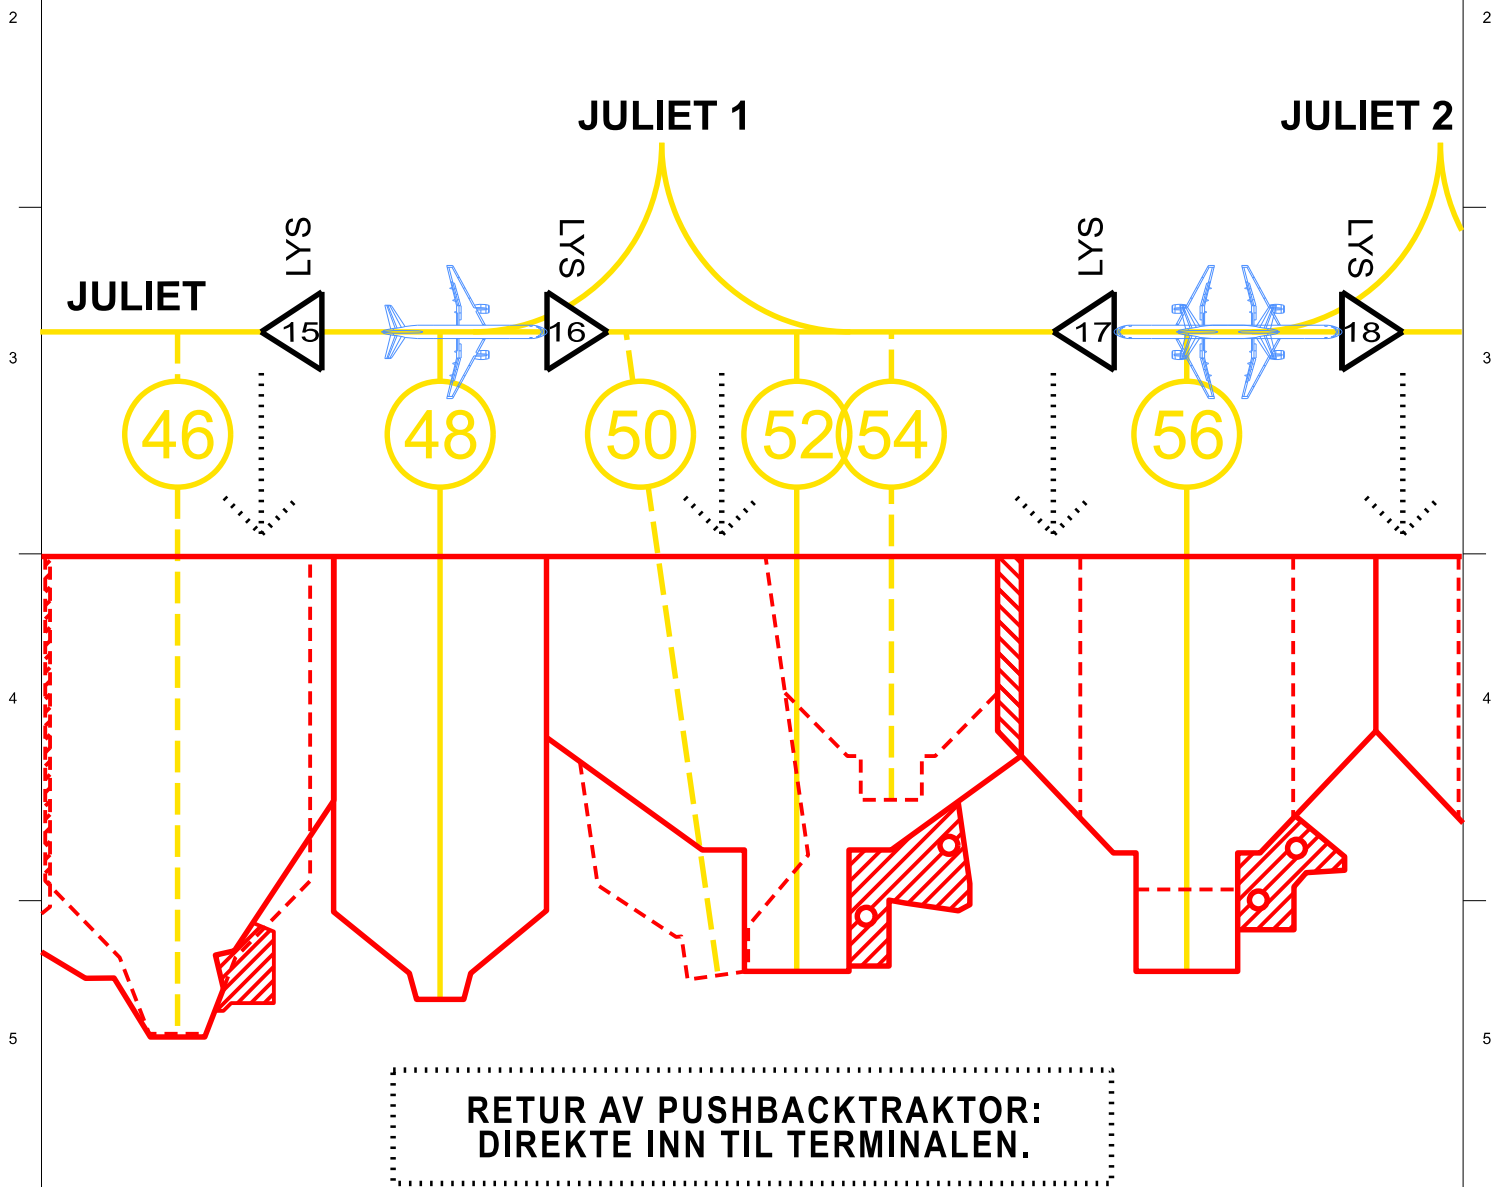 2 2
JULIET 1 JULIET 2
LYS LYS LYS LYS
JULIET
15 16 17 18
3 3
46 48 50 52 54 56
4 4
5 5
RETUR AV PUSHBACKTRAKTOR:
DIREKTE INN TIL TERMINALEN.